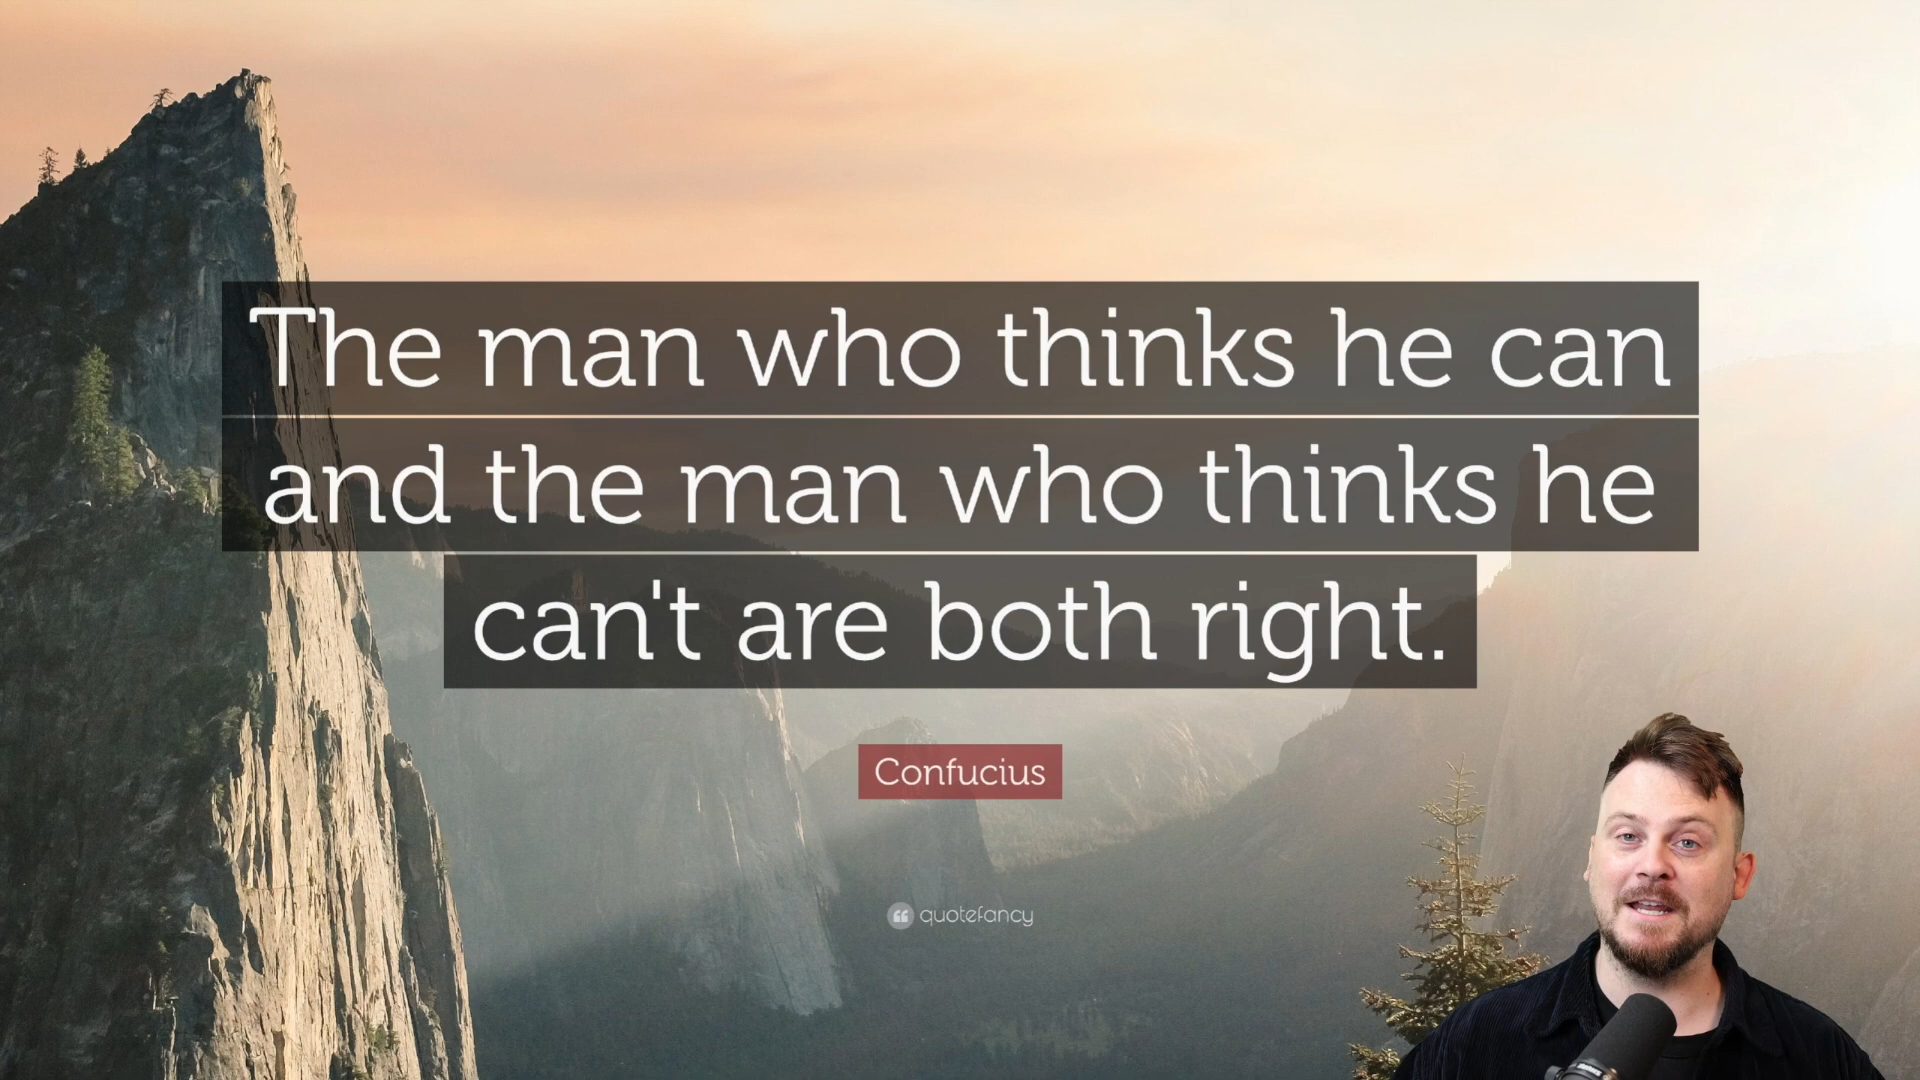 The man who thinks he can
and the man who thinks he
can't are both right.
Confucius
quotefancy